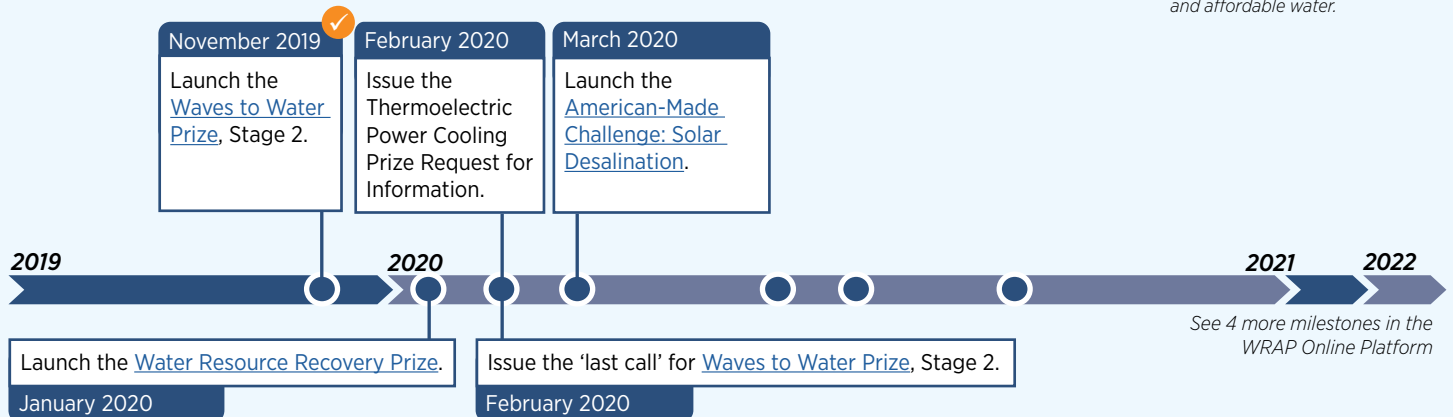 and affordable water.
November 2019
Launch the
Waves to Water
Prize, Stage 2.
February 2020
Issue the
Thermoelectric
Power Cooling
Prize Request for
Information.
March 2020
Launch the
American-Made
Challenge: Solar
Desalination.
2019
2020
2021
2022
See 4 more milestones in the
WRAP Online Platform
Launch the Water Resource Recovery Prize.
January 2020
Issue the ‘last call’ for Waves to Water Prize, Stage 2.
February 2020